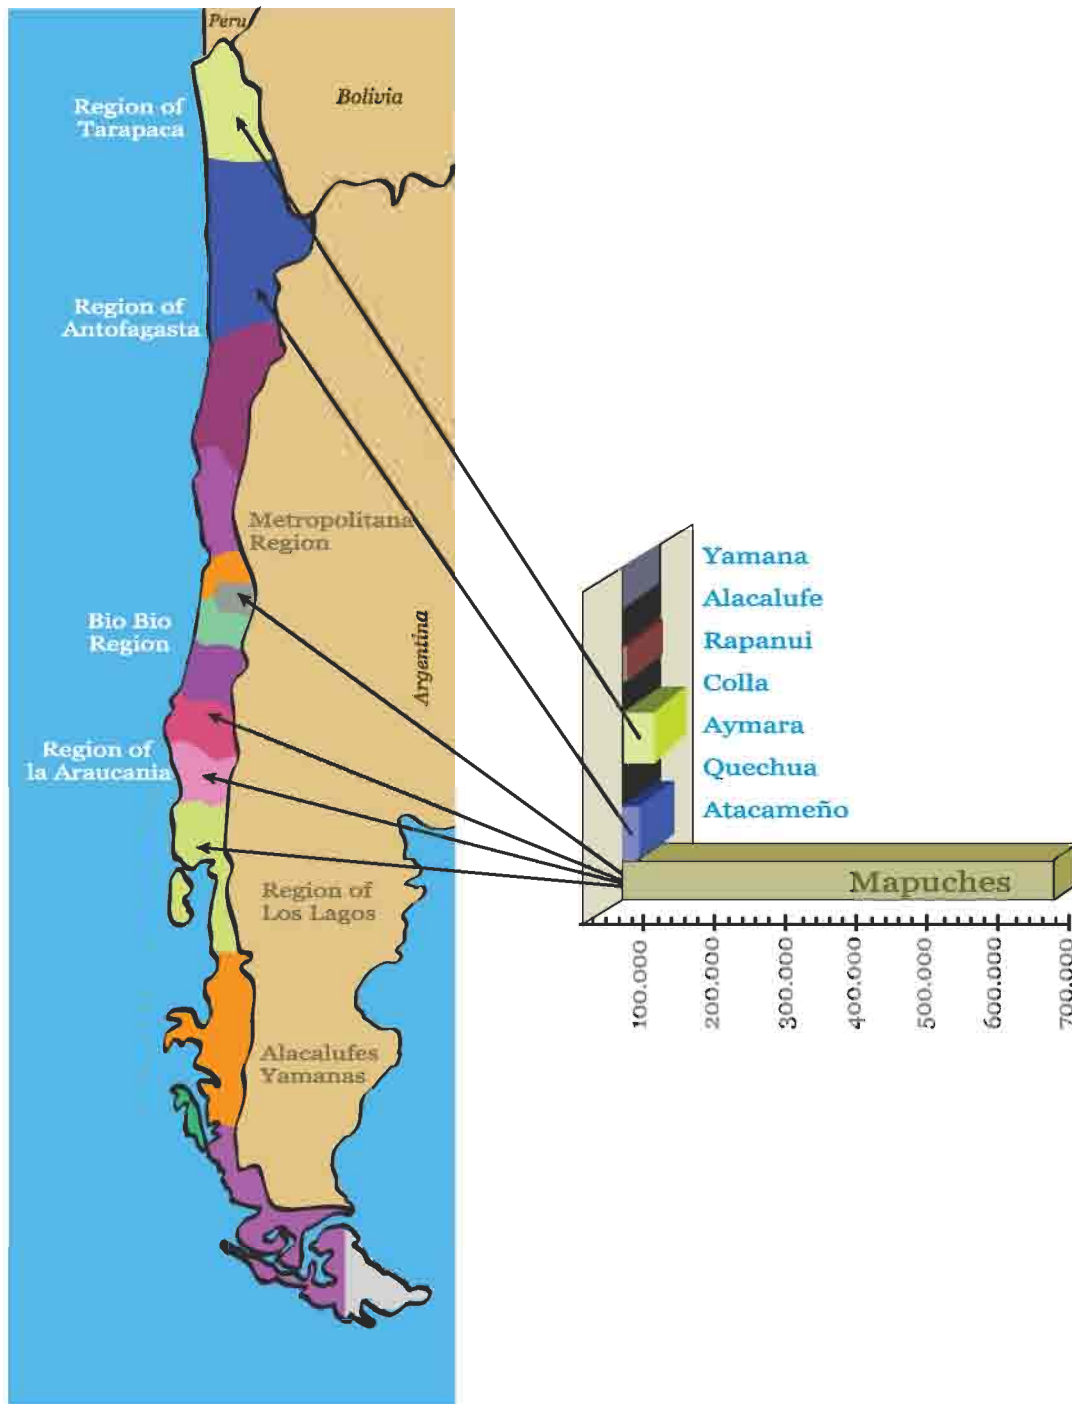 Peru
Bolivia
Region of
Tarapaca
Region of
Antofagasta
Metropolitana
Region
Bio Bio
Region
Argentina
Region of
la Araucania
Region of
Los Lagos
Alacalufes
Yamanas
Yamana
Alacalufe
Rapanui
Colla
Aymara
Quechua
Atacameño
Mapuches
100.000
200.000
300.000
400.000
500.000
600.000
700.000